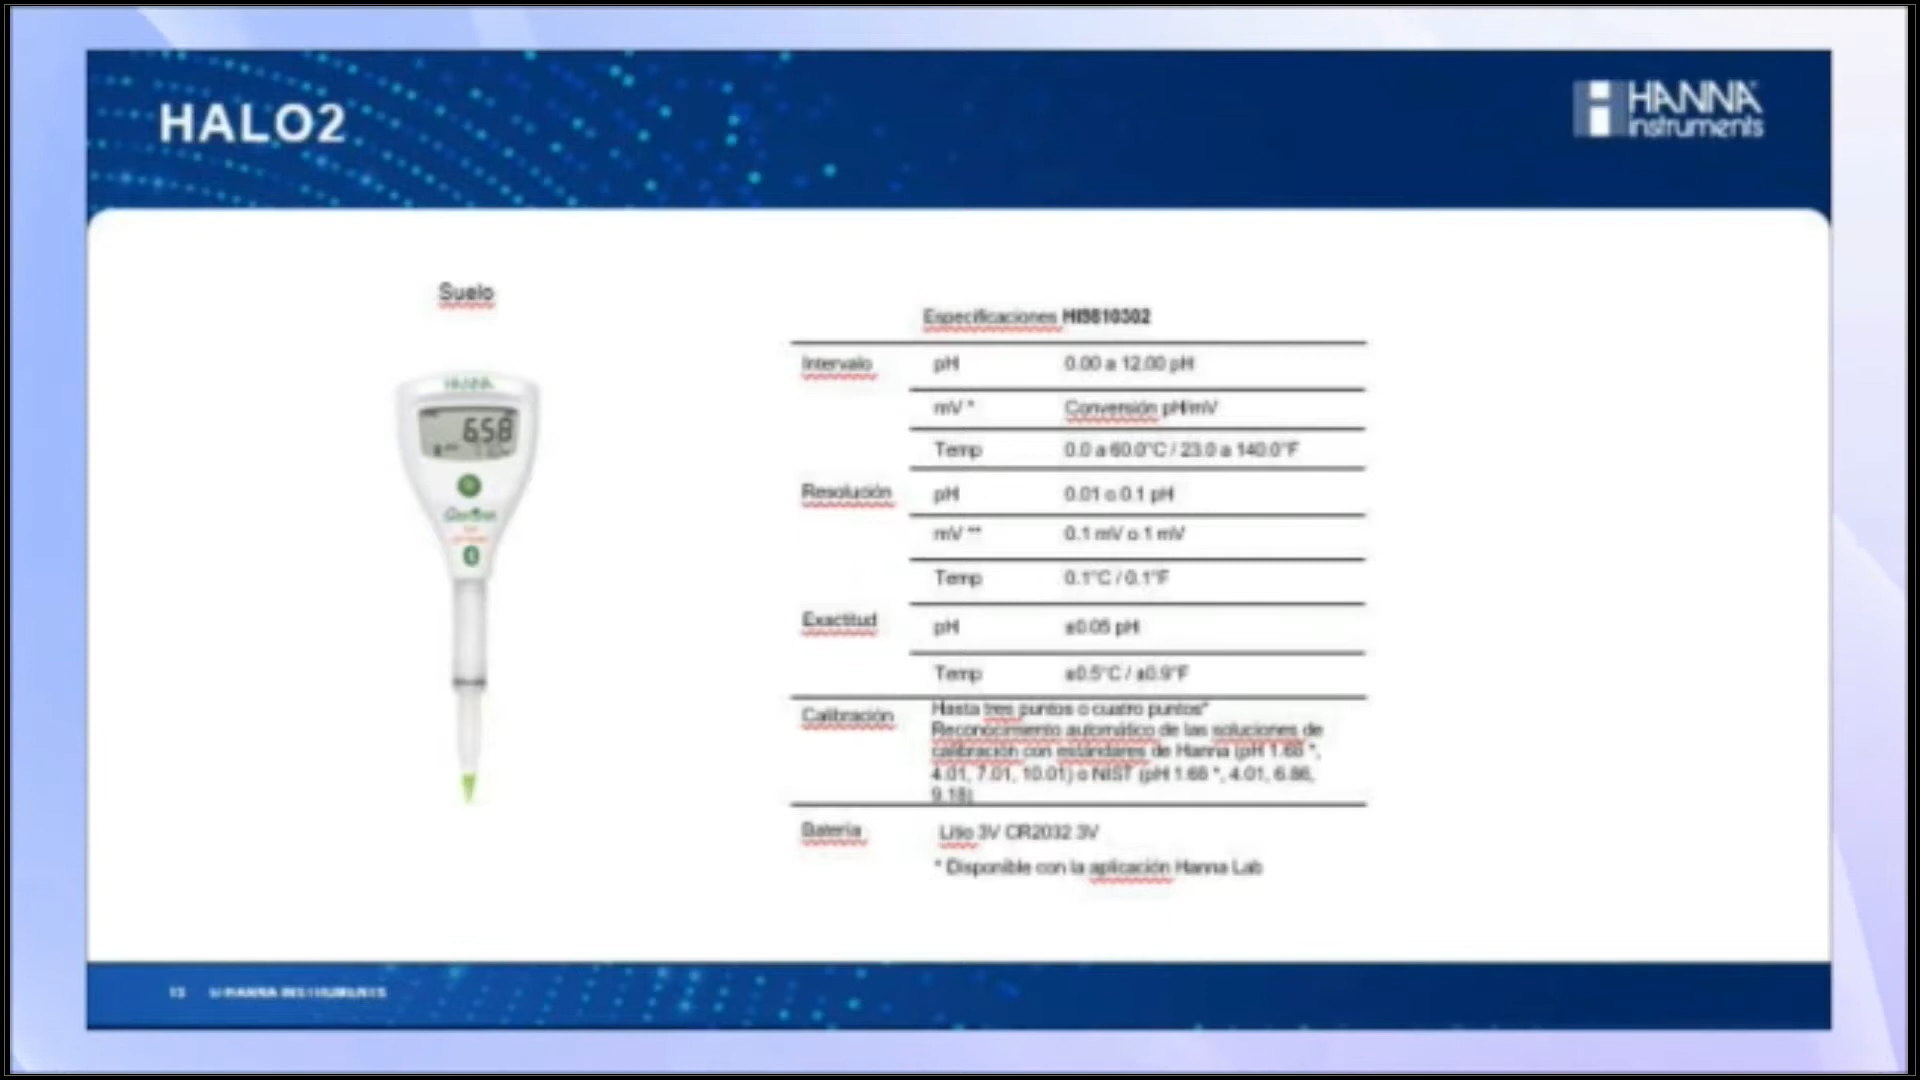 HALO2
HANNA
instruments
Suelo
HANNA
6.58
Especificaciones HI9810302
Intervalo pH 0.00 a 12.00 pH
mV * Conversión pH/mV
Temp 0.0 a 60.0°C / 23.0 a 140.0°F
Resolución pH 0.01 o 0.1 pH
mV ** 0.1 mV o 1 mV
Temp 0.1°C / 0.1°F
Exactitud pH ±0.05 pH
Temp ±0.5°C / ±0.9°F
Calibración Hasta tres puntos o cuatro puntos*
Reconocimiento automático de las soluciones de
calibración con estándares de Hanna (pH 1.68 *,
4.01, 7.01, 10.01) o NIST (pH 1.68 *, 4.01, 6.86,
9.18)
Batería Litio 3V CR2032 3V
* Disponible con la aplicación Hanna Lab
13 © HANNA INSTRUMENTS